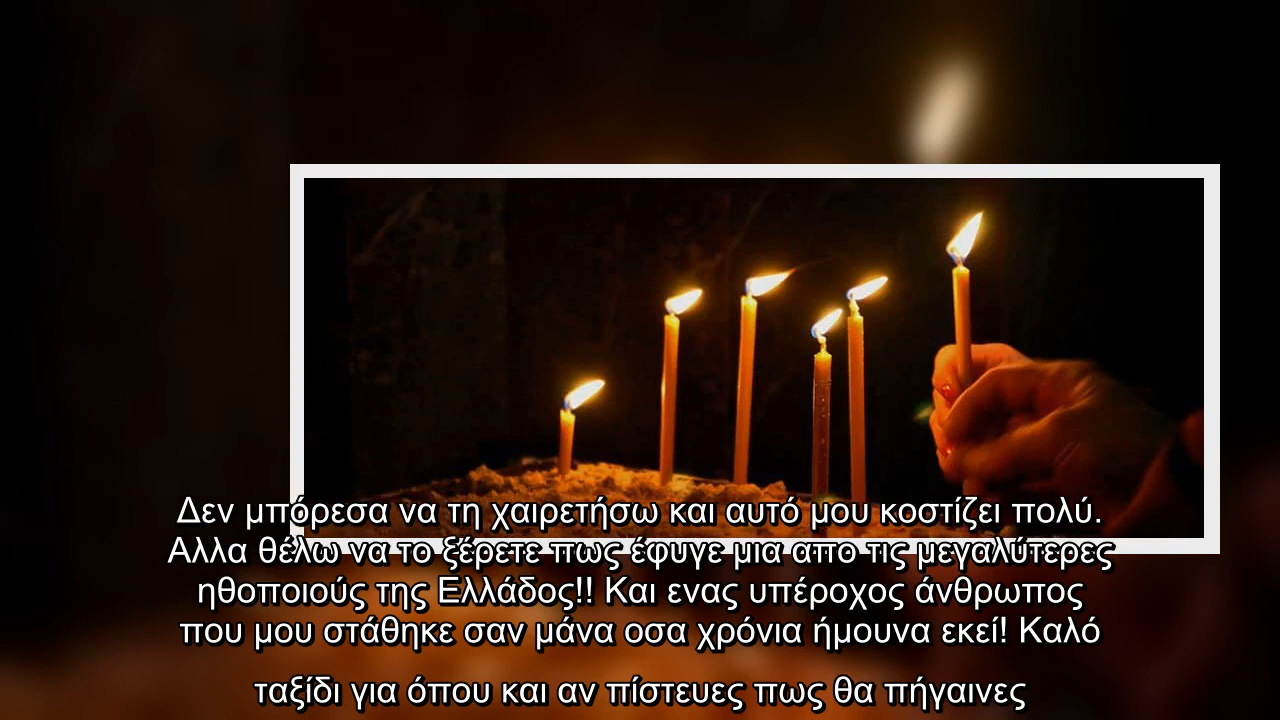 Δεν μπόρεσα να τη χαιρετήσω και αυτό μου κοστίζει πολύ.
Αλλα θέλω να το ξέρετε πως έφυγε μια απο τις μεγαλύτερες
ηθοποιούς της Ελλάδος!! Και ενας υπέροχος άνθρωπος
που μου στάθηκε σαν μάνα οσα χρόνια ήμουνα εκεί! Καλό
ταξίδι για όπου και αν πίστευες πως θα πήγαινες